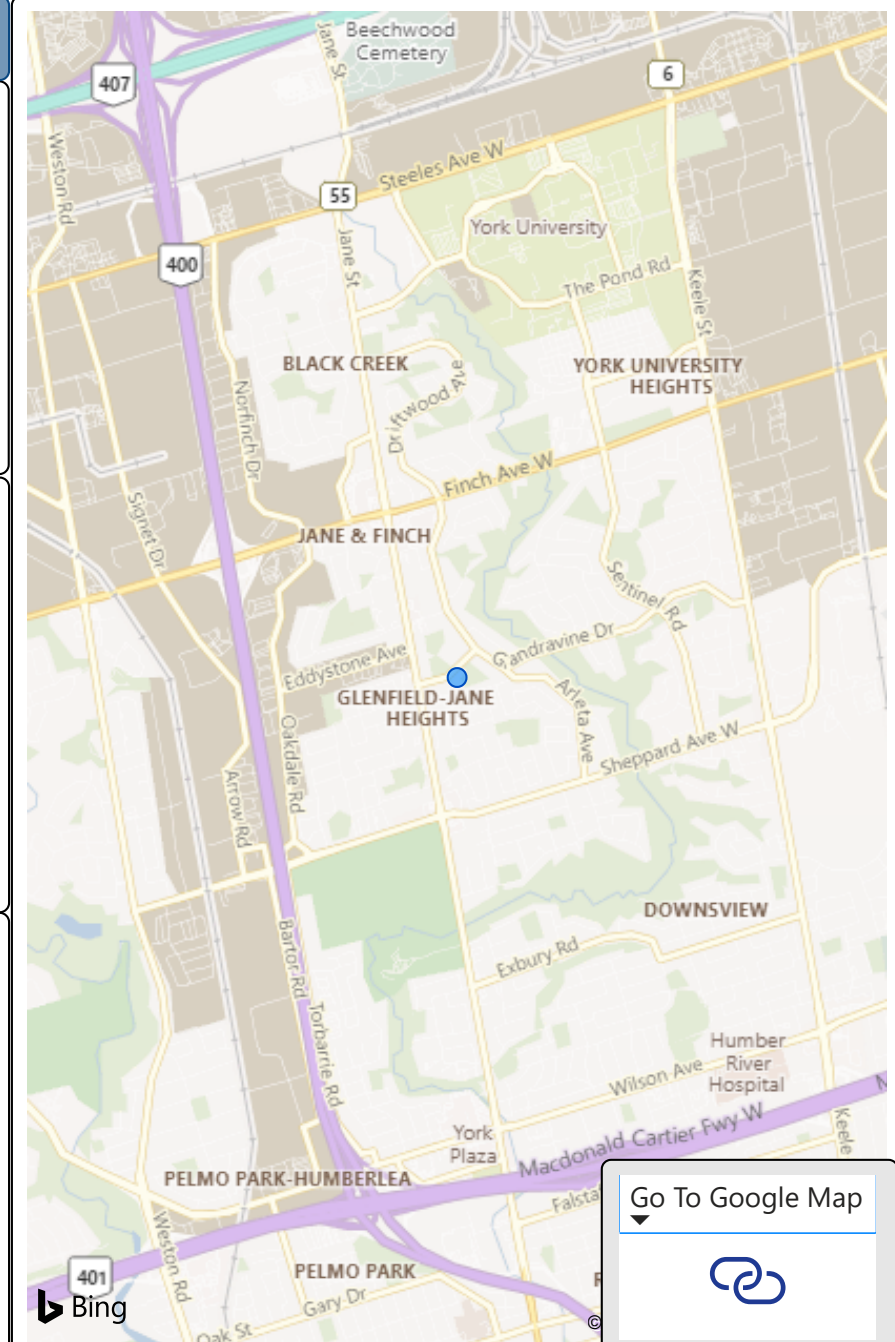 Beechwood
Cemetery
Jane St
407
6
Weston Rd
Steeles Ave W
55
York University
400
Jane St
The Pond Rd
Keele St
BLACK CREEK
YORK UNIVERSITY
HEIGHTS
Driftwood Ave
Norfinch Dr
Finch Ave W
Signet Dr
JANE & FINCH
Sentinel Rd
Grandravine Dr
Eddystone Ave
GLENFIELD-JANE
HEIGHTS
Arleta Ave
Oakdale Rd
Sheppard Ave W
Arrow Rd
DOWNSVIEW
Bartor Rd
Exbury Rd
Torbarrie Rd
Humber
River
Hospital
Wilson Ave
York
Plaza
Macdonald Cartier Fwy W
M
Keele
PELMO PARK-HUMBERLEA
Go To Google Map
Falsta
Weston Rd
401
PELMO PARK
R
Bing
Gary Dr
©
Oak St